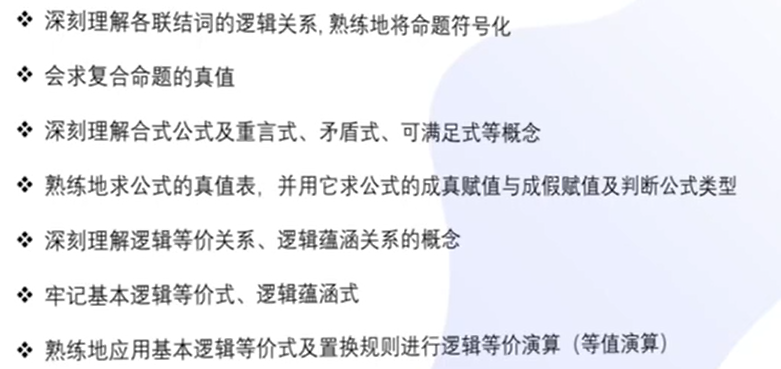 ❖ 深刻理解各联结词的逻辑关系, 熟练地将命题符号化
❖ 会求复合命题的真值
❖ 深刻理解合式公式及重言式、矛盾式、可满足式等概念
❖ 熟练地求公式的真值表，并用它求公式的成真赋值与成假赋值及判断公式类型
❖ 深刻理解逻辑等价关系、逻辑蕴涵关系的概念
❖ 牢记基本逻辑等价式、逻辑蕴涵式
❖ 熟练地应用基本逻辑等价式及置换规则进行逻辑等价演算（等值演算）